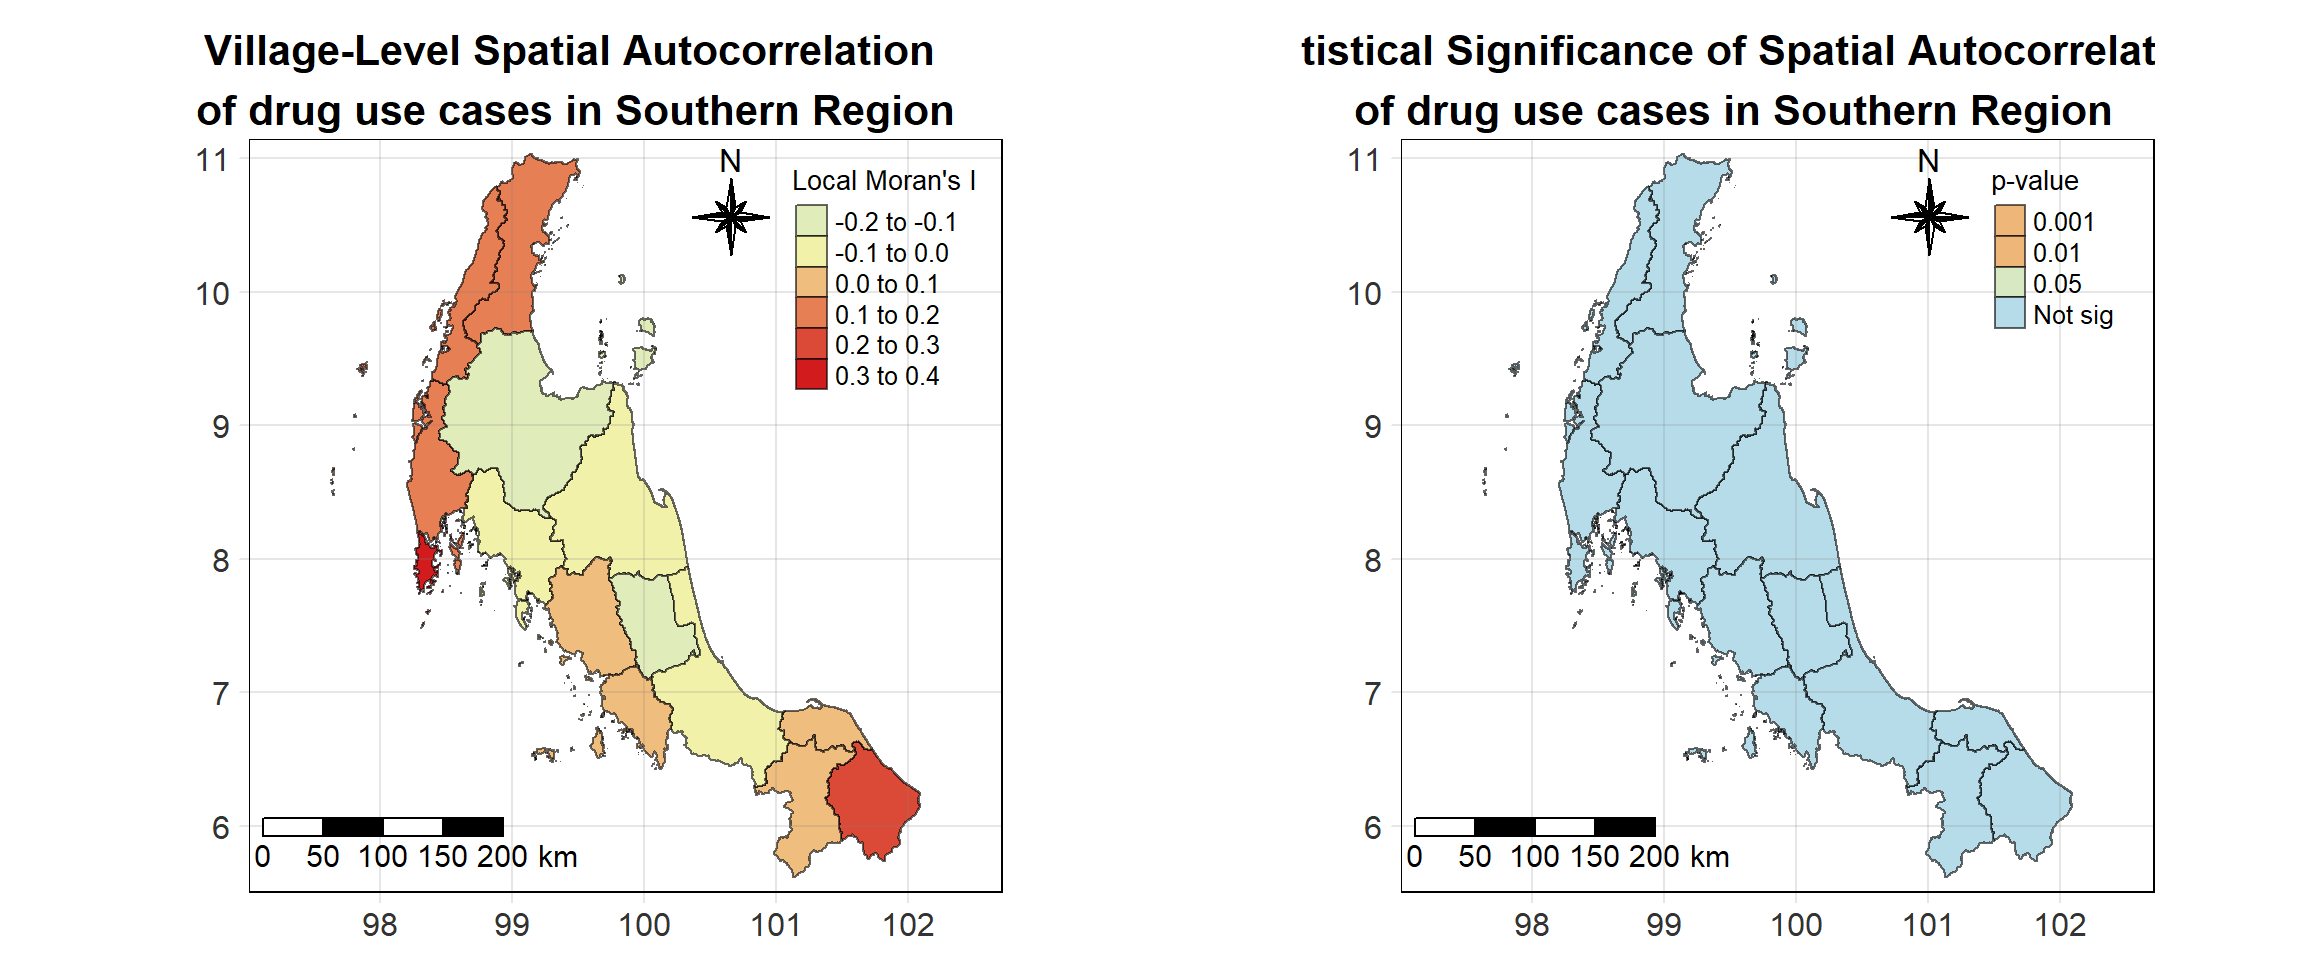 Village-Level Spatial Autocorrelation
of drug use cases in Southern Region
N
Local Moran's I
-0.2 to -0.1
-0.1 to 0.0
0.0 to 0.1
0.1 to 0.2
0.2 to 0.3
0.3 to 0.4
11
10
9
8
7
6
0 50 100 150 200 km
98 99 100 101 102
tistical Significance of Spatial Autocorrelat
of drug use cases in Southern Region
N
p-value
0.001
0.01
0.05
Not sig
11
10
9
8
7
6
0 50 100 150 200 km
98 99 100 101 102